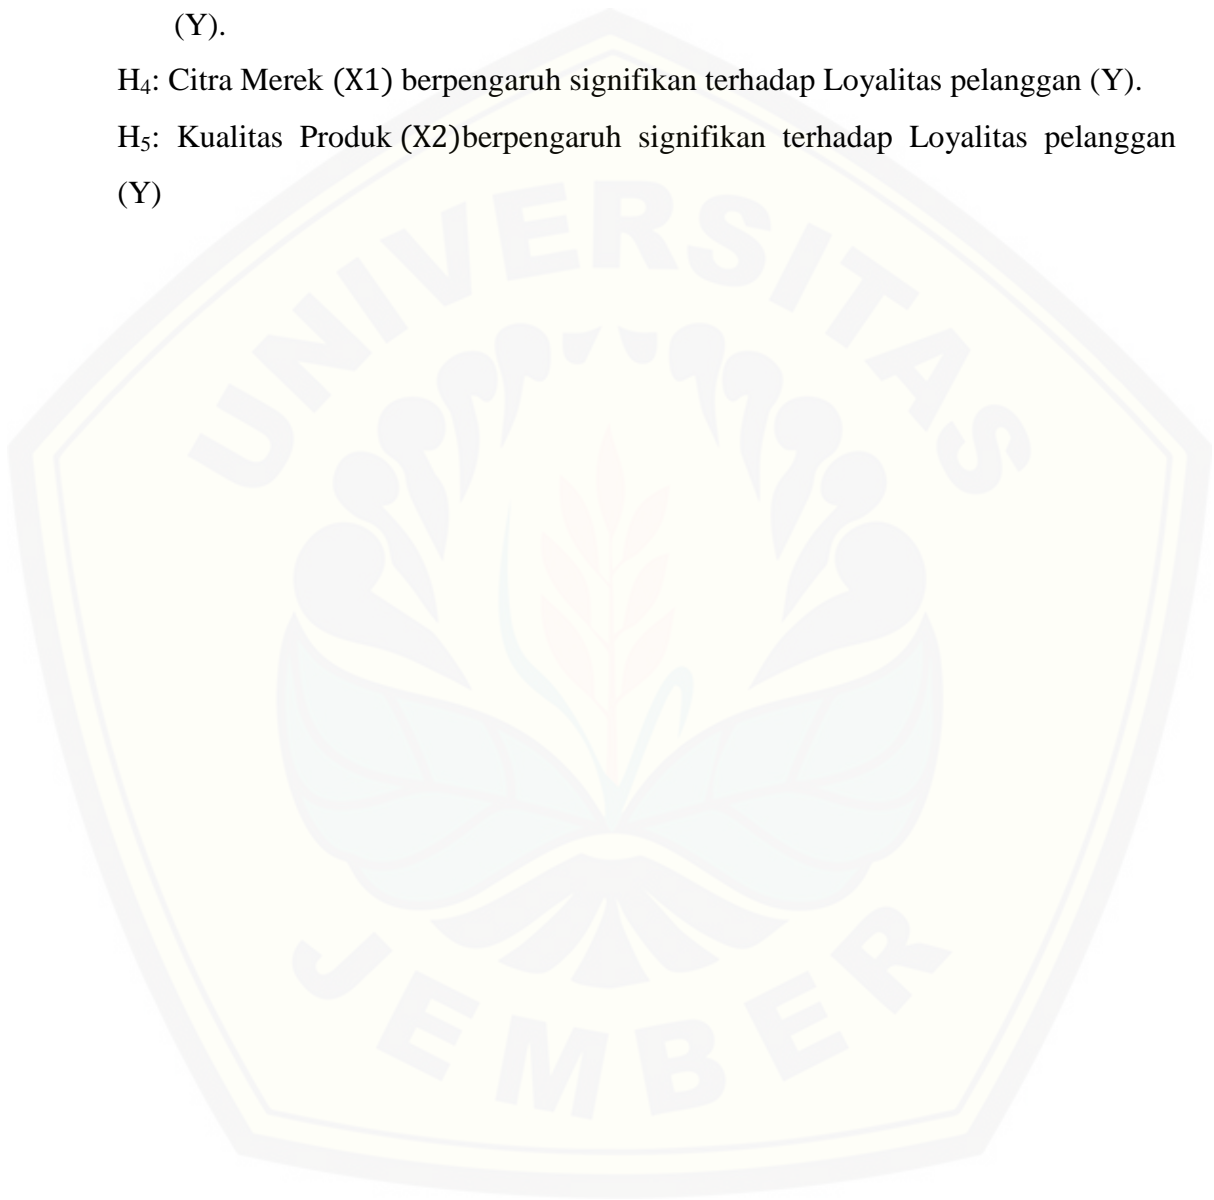 (Y).
H₄: Citra Merek (X1) berpengaruh signifikan terhadap Loyalitas pelanggan (Y).
H₅: Kualitas Produk (X2)berpengaruh signifikan terhadap Loyalitas pelanggan
(Y)
UNIVERSITAS
JEMBER